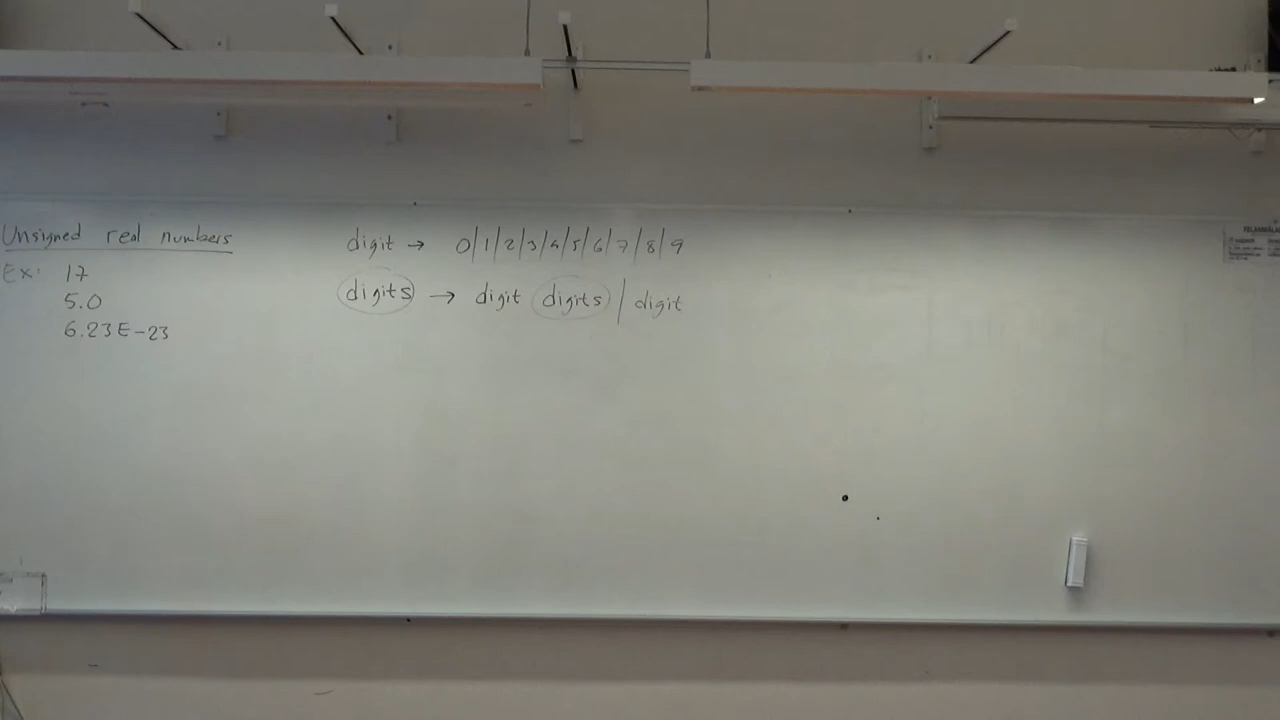 Unsigned real numbers
Ex: 17
5.0
6.23E-23
digit → 0|1|2|3|4|5|6|7|8|9
digits → digit digits | digit